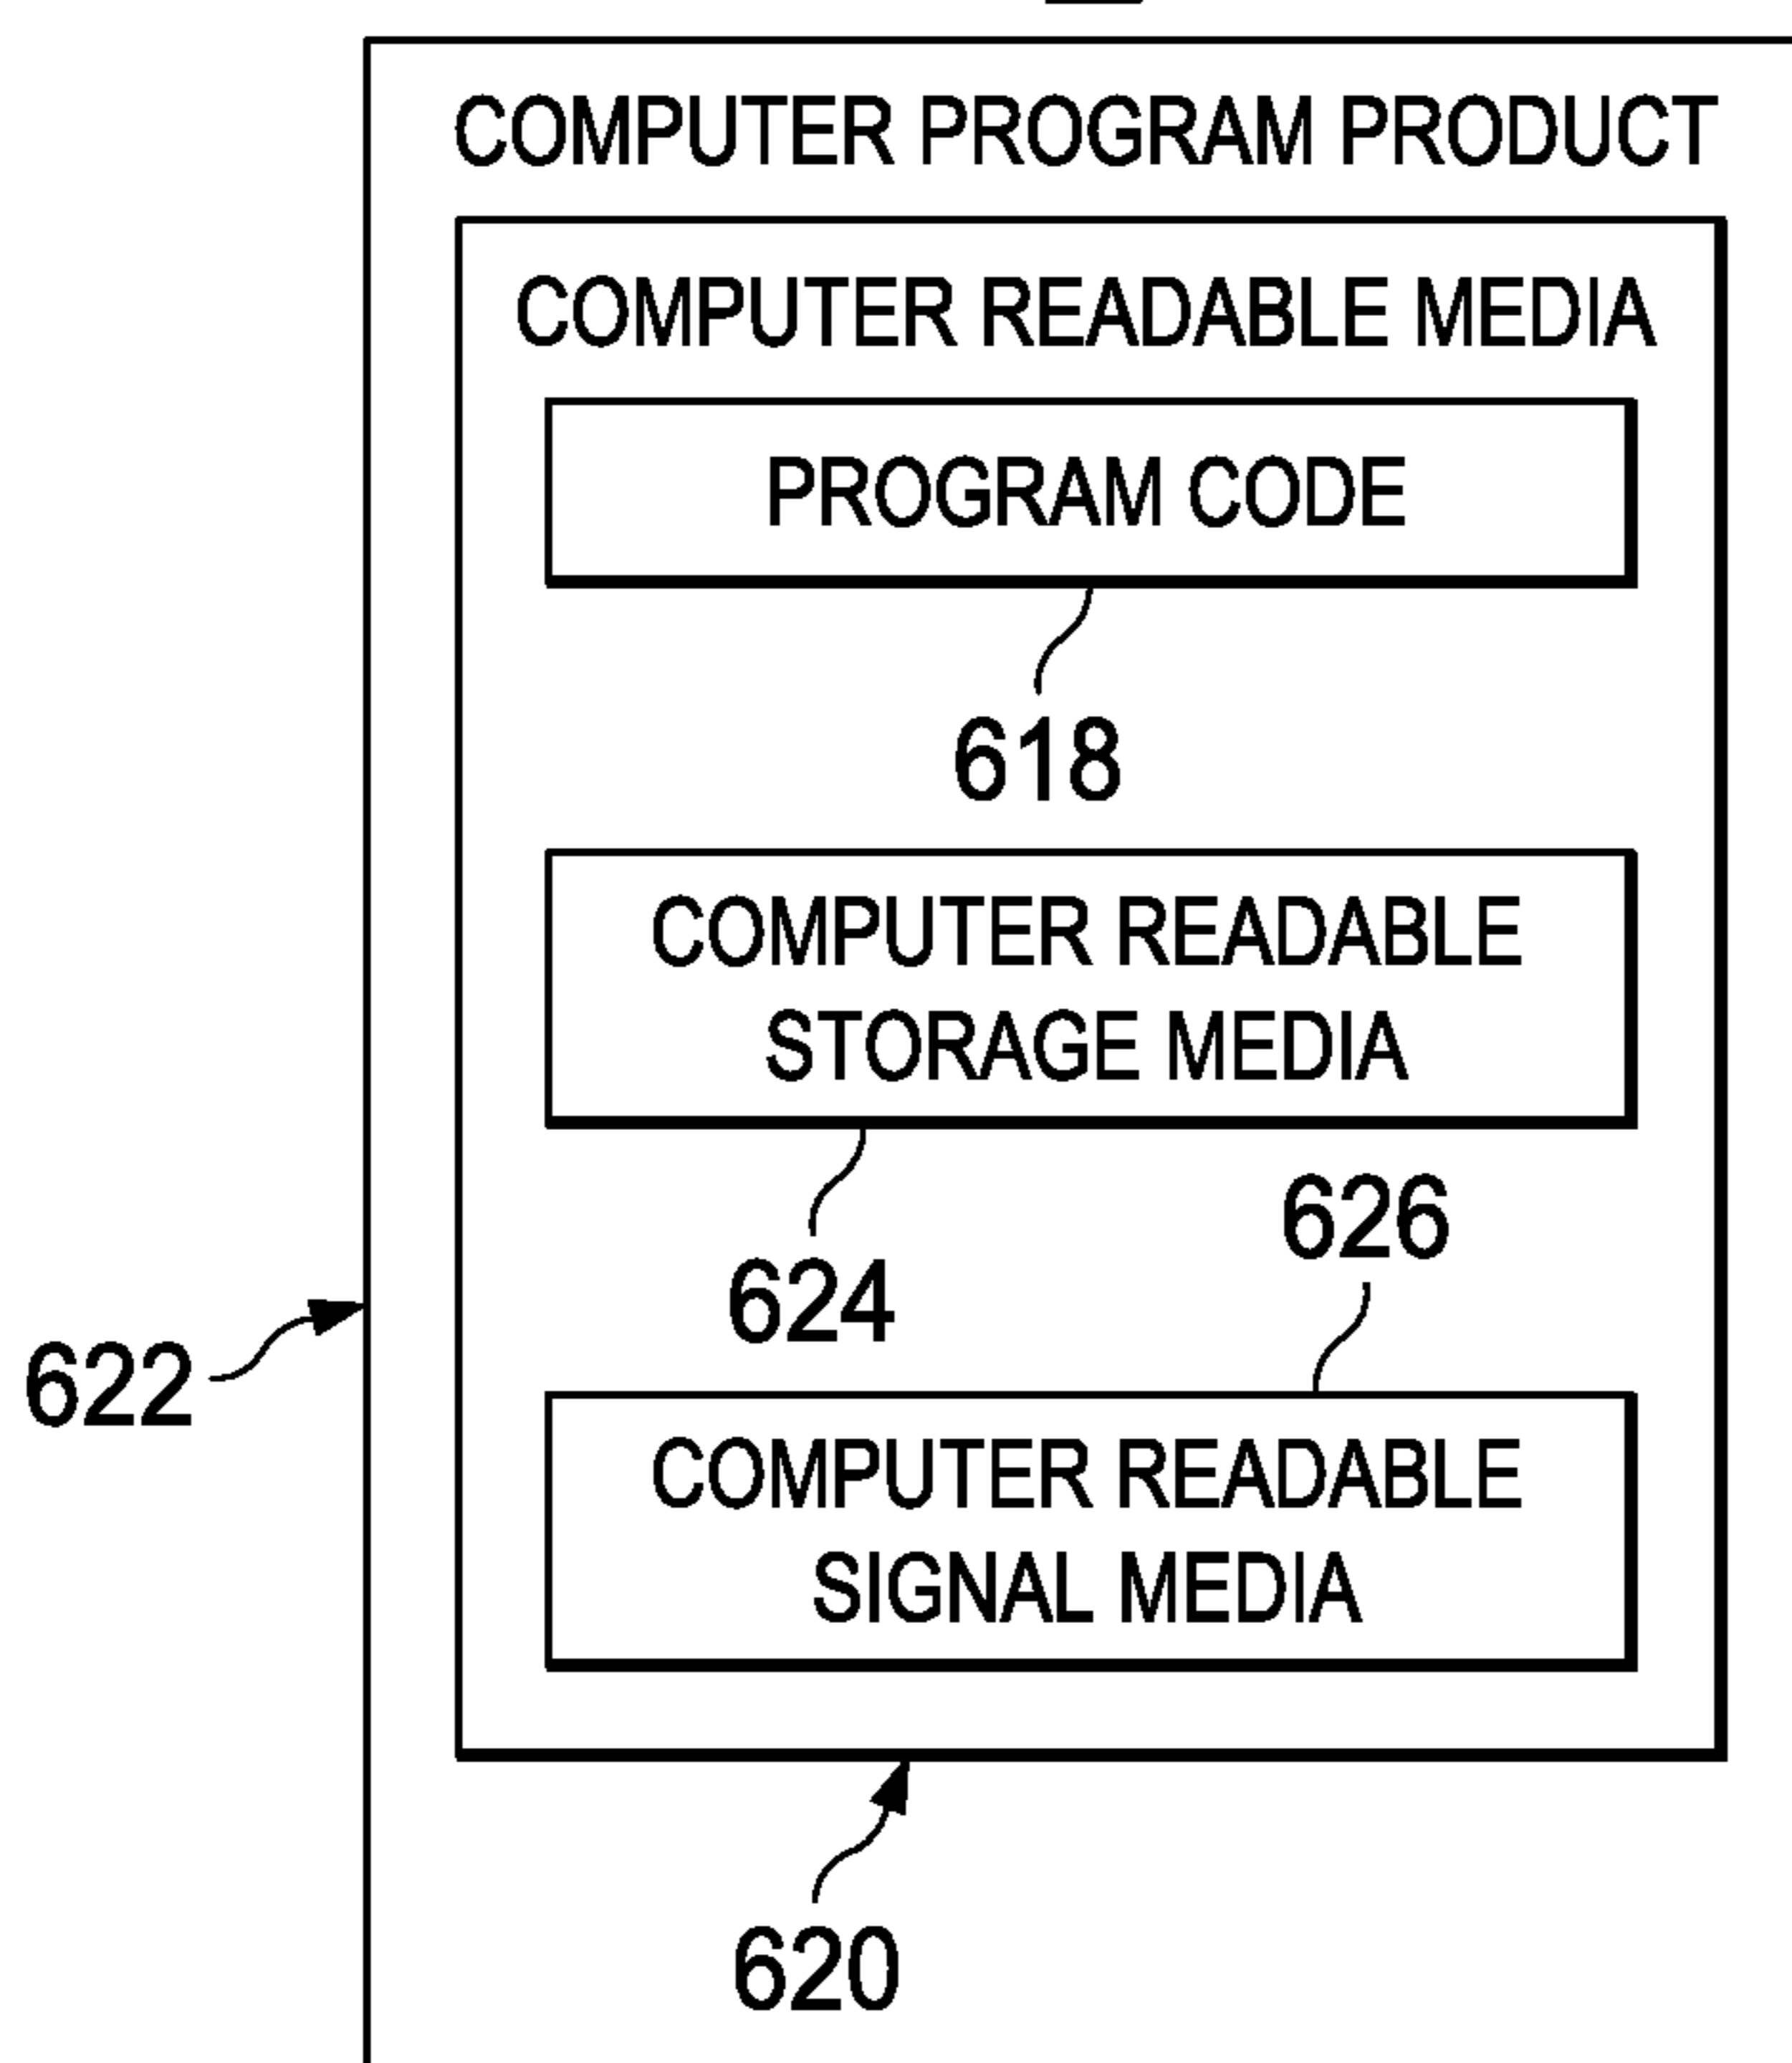 COMPUTER PROGRAM PRODUCT
COMPUTER READABLE MEDIA
PROGRAM CODE
618
COMPUTER READABLE
STORAGE MEDIA
624
626
622
COMPUTER READABLE
SIGNAL MEDIA
620